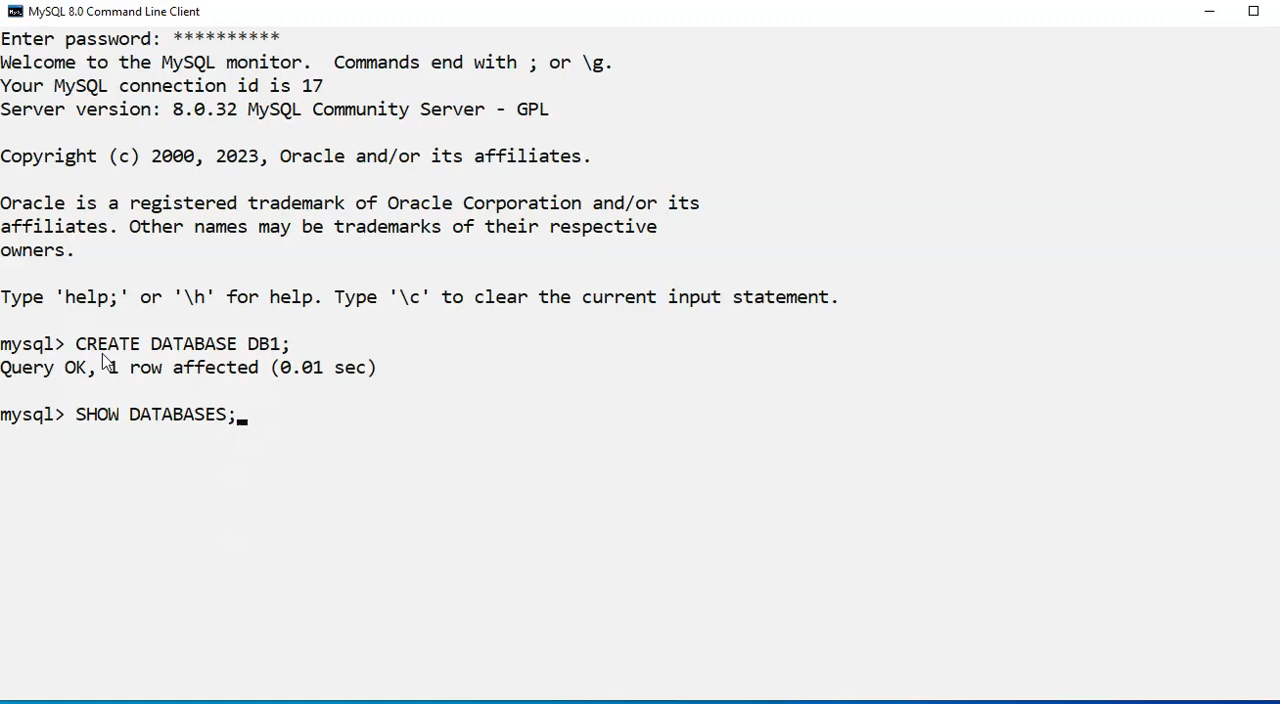 MySQL 8.0 Command Line Client
Enter password: **********
Welcome to the MySQL monitor.  Commands end with ; or \g.
Your MySQL connection id is 17
Server version: 8.0.32 MySQL Community Server - GPL
Copyright (c) 2000, 2023, Oracle and/or its affiliates.
Oracle is a registered trademark of Oracle Corporation and/or its
affiliates. Other names may be trademarks of their respective
owners.
Type 'help;' or '\h' for help. Type '\c' to clear the current input statement.
mysql> CREATE DATABASE DB1;
Query OK, 1 row affected (0.01 sec)
mysql> SHOW DATABASES;